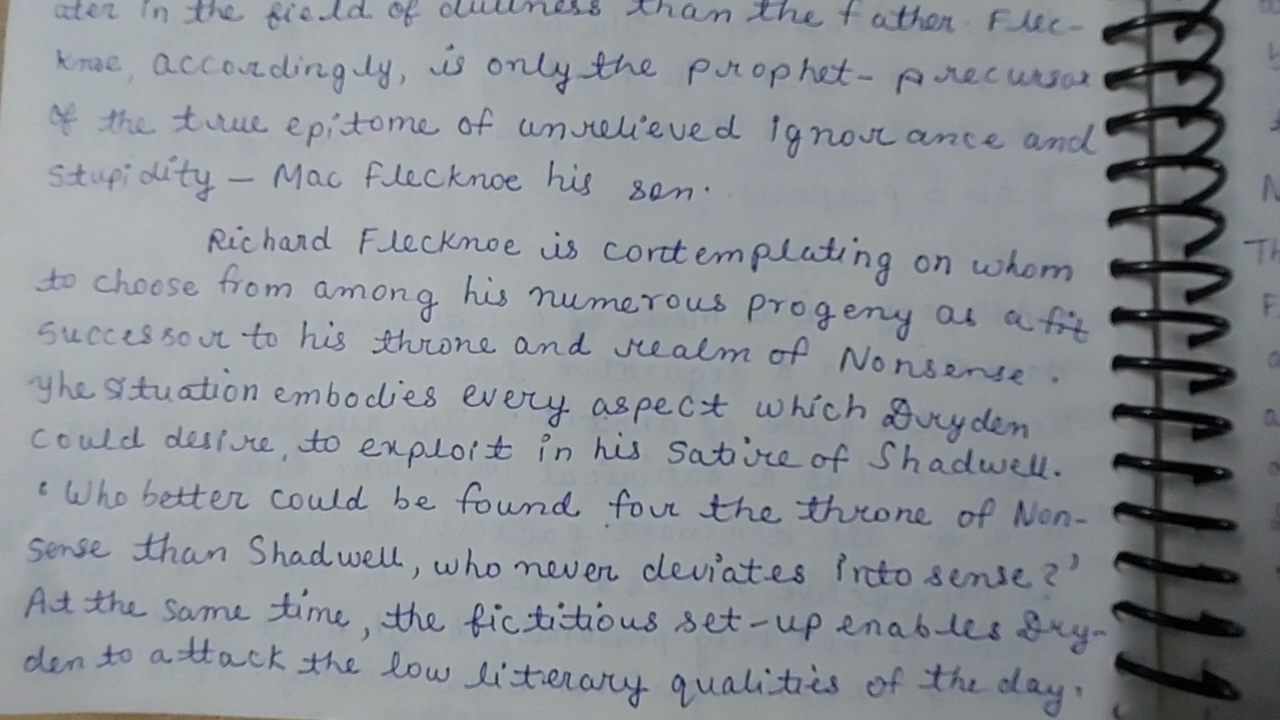 ater in the field of dullness than the father. Flec-
knoe, accordingly, is only the prophet- precursor
of the true epitome of unrelieved ignorance and
stupidity – Mac Flecknoe his son.
Richard Flecknoe is contemplating on whom
to choose from among his numerous progeny as a fit
successor to his throne and realm of Nonsense.
The situation embodies every aspect which Dryden
could desire, to exploit in his satire of Shadwell.
'Who better could be found for the throne of Non-
sense than Shadwell, who never deviates into sense?'
At the same time, the fictitious set-up enables Dry-
den to attack the low literary qualities of the day.